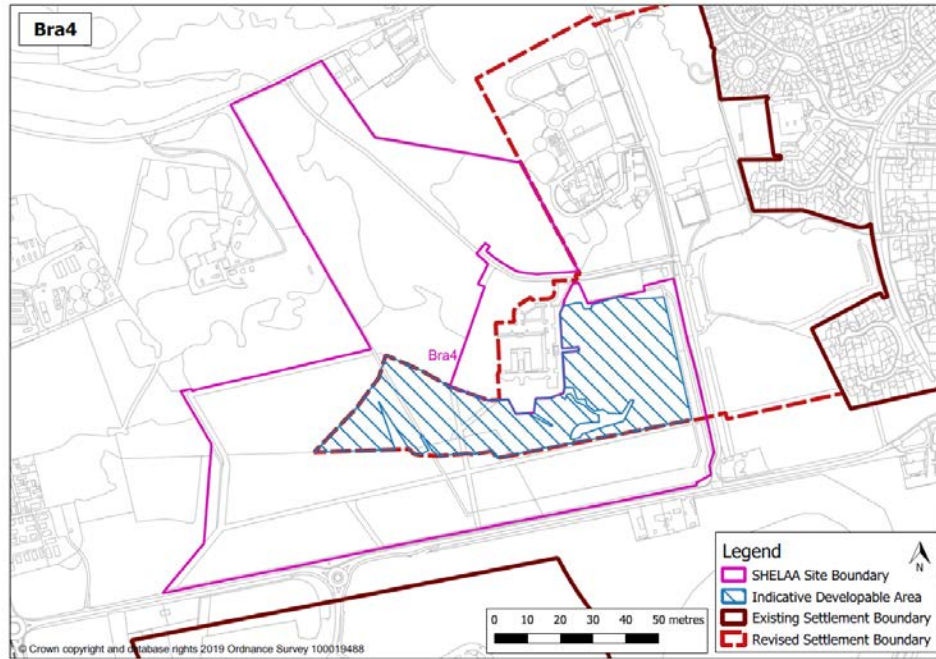 Bra4
Bra4
Legend
SHELAA Site Boundary
Indicative Developable Area
Existing Settlement Boundary
Revised Settlement Boundary
N
0 10 20 30 40 50 metres
© Crown copyright and database rights 2019 Ordnance Survey 100019488